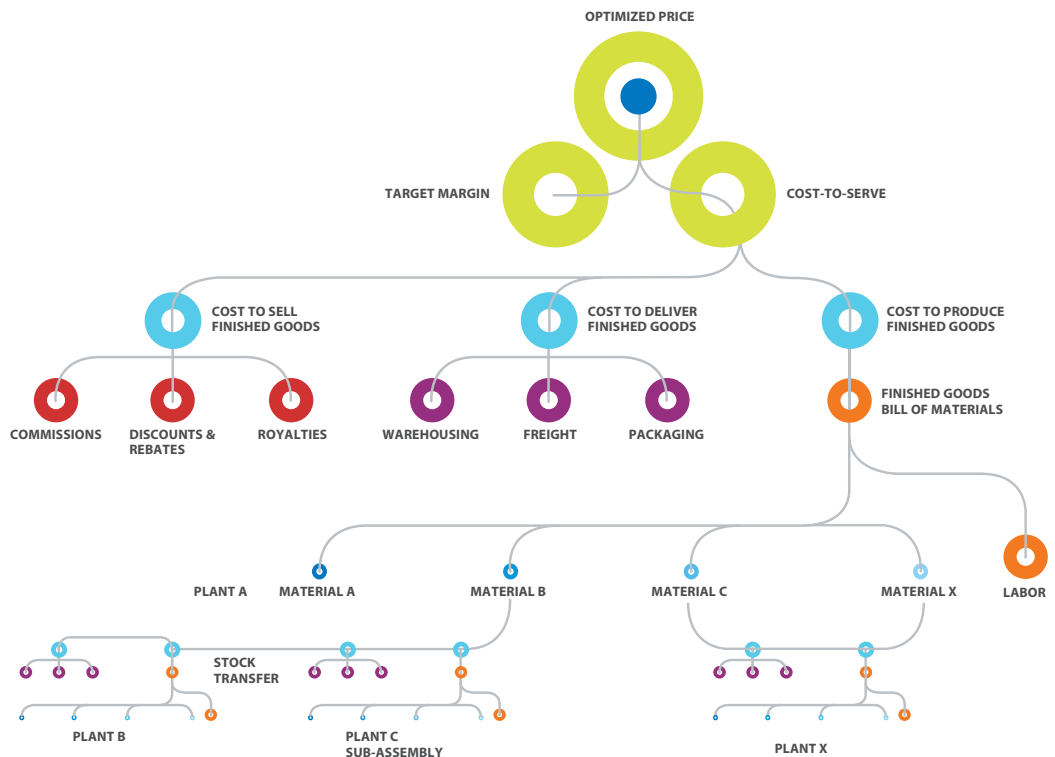 OPTIMIZED PRICE
TARGET MARGIN
COST-TO-SERVE
COST TO SELL
FINISHED GOODS
COST TO DELIVER
FINISHED GOODS
COST TO PRODUCE
FINISHED GOODS
FINISHED GOODS
BILL OF MATERIALS
COMMISSIONS
DISCOUNTS &
REBATES
ROYALTIES
WAREHOUSING
FREIGHT
PACKAGING
PLANT A
MATERIAL A
MATERIAL B
MATERIAL C
MATERIAL X
LABOR
STOCK
TRANSFER
PLANT B
PLANT C
SUB-ASSEMBLY
PLANT X